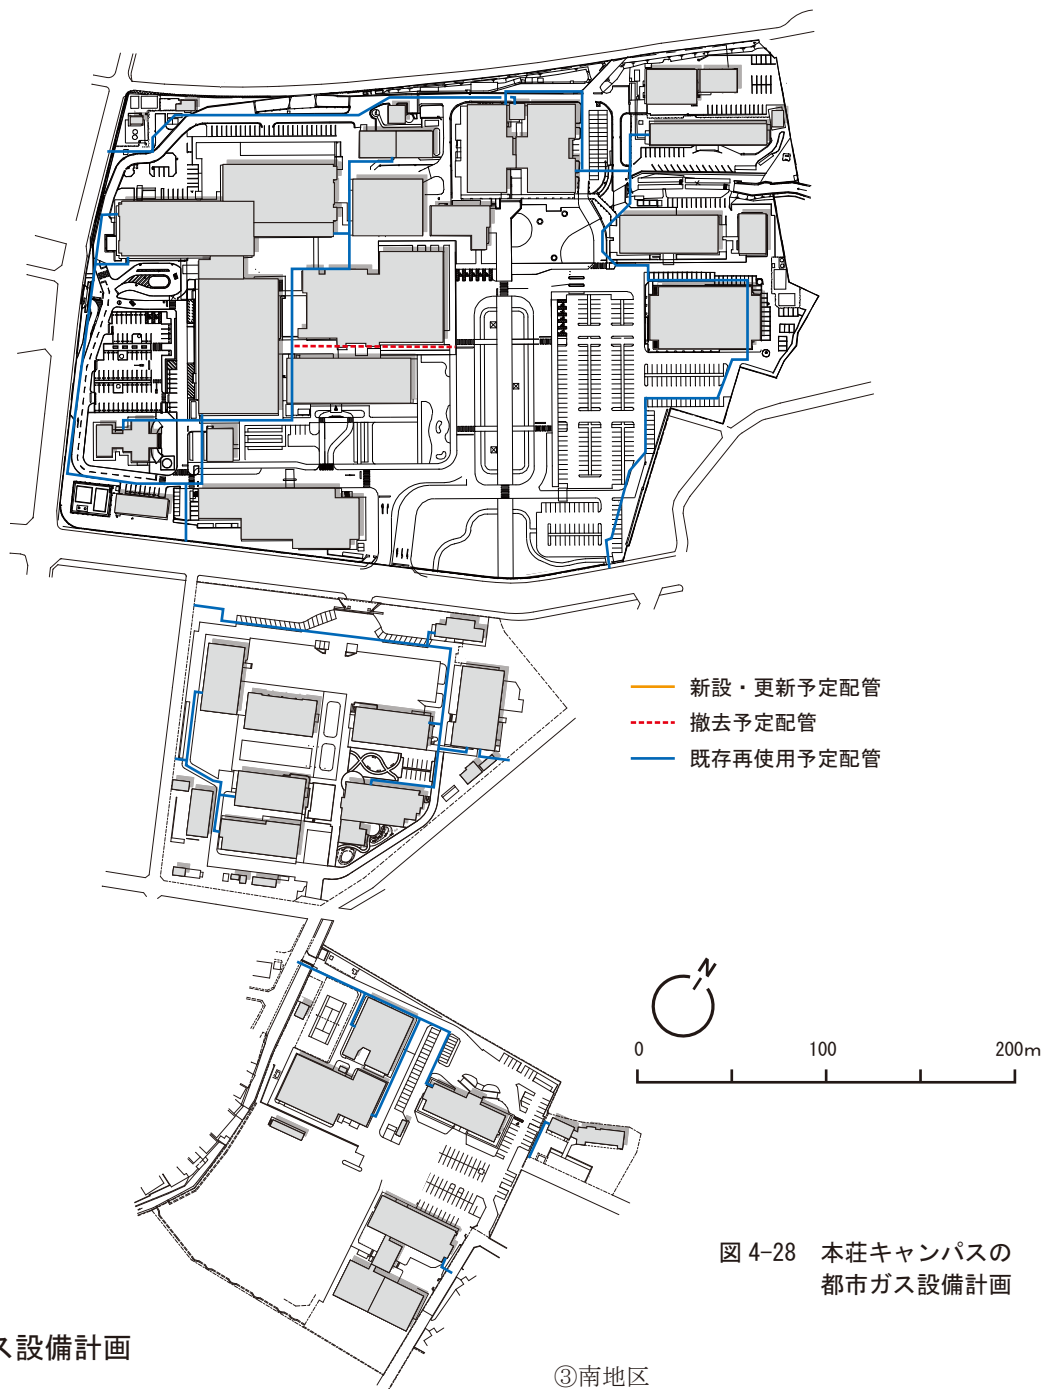 新設・更新予定配管
撤去予定配管
既存再使用予定配管
N
0 100 200m
図 4-28 本荘キャンパスの
都市ガス設備計画
ス設備計画
③南地区